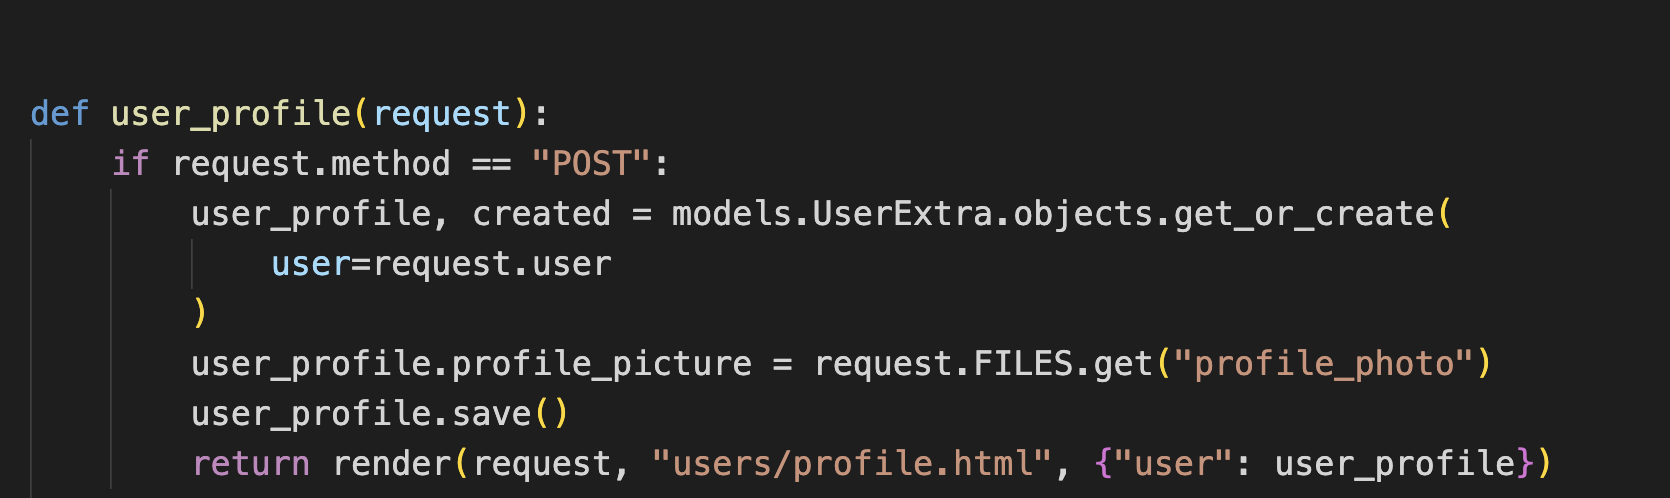 def user_profile(request):
    if request.method == "POST":
        user_profile, created = models.UserExtra.objects.get_or_create(
            user=request.user
        )
        user_profile.profile_picture = request.FILES.get("profile_photo")
        user_profile.save()
        return render(request, "users/profile.html", {"user": user_profile})